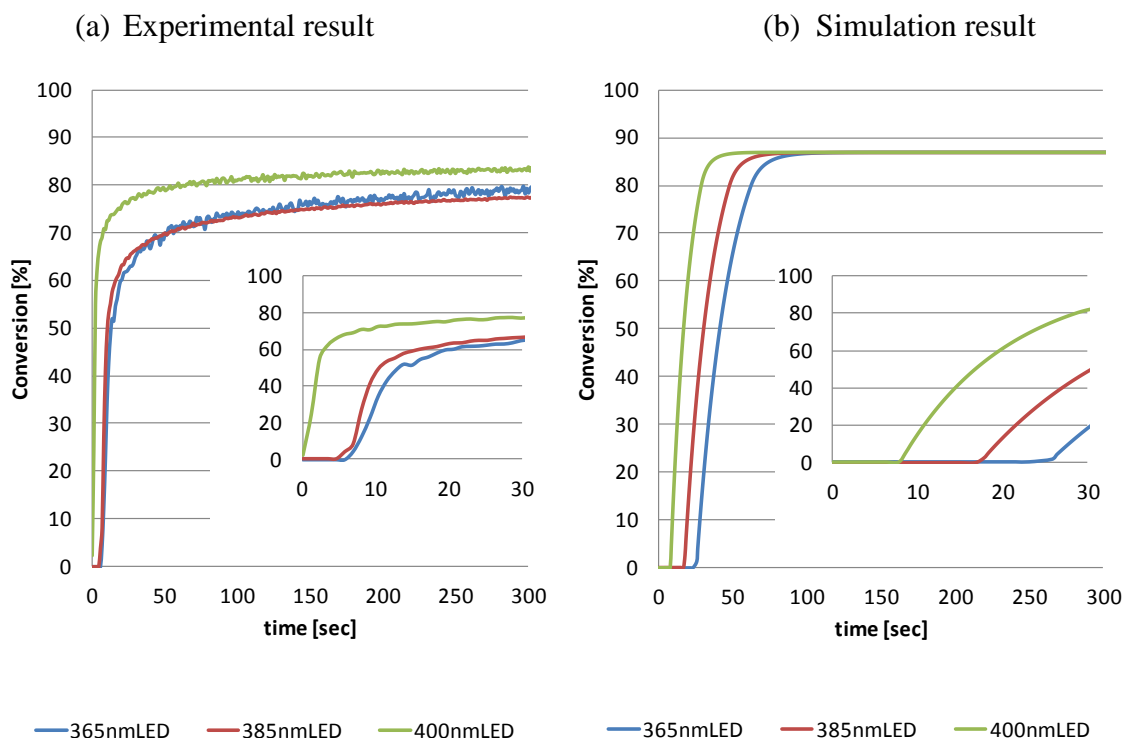 (a) Experimental result
100
90
80
70
60
50
40
30
20
10
0
Conversion [%]
0 50 100 150 200 250 300
time [sec]
100
80
60
40
20
0
0 10 20 30
365nmLED 385nmLED 400nmLED
(b) Simulation result
100
90
80
70
60
50
40
30
20
10
0
Conversion [%]
0 50 100 150 200 250 300
time [sec]
100
80
60
40
20
0
0 10 20 30
365nmLED 385nmLED 400nmLED